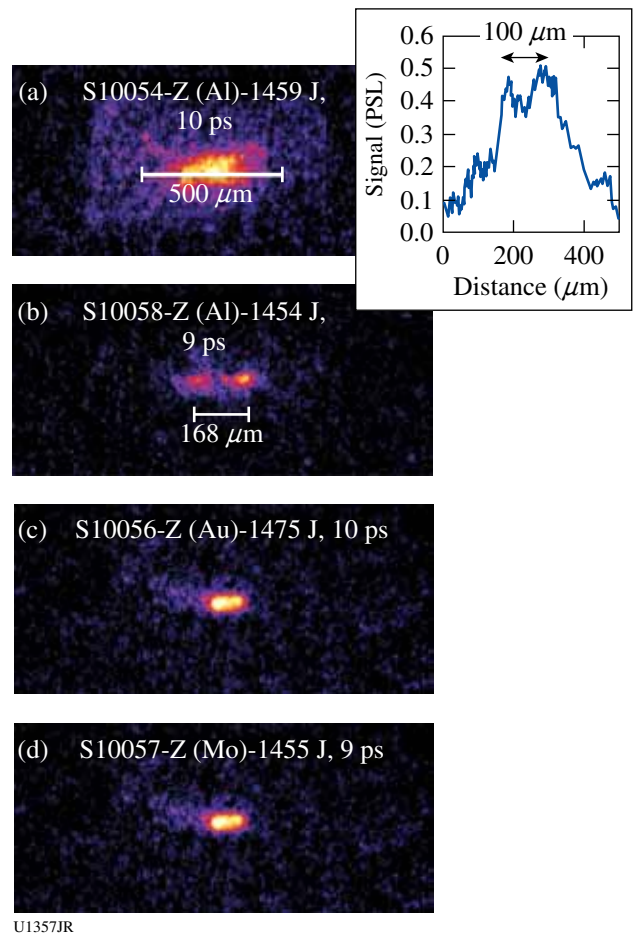 (a) S10054-Z (Al)-1459 J,
10 ps
500 μm
100 μm
Signal (PSL)
0.6
0.5
0.4
0.3
0.2
0.1
0.0
0 200 400
Distance (μm)
(b) S10058-Z (Al)-1454 J,
9 ps
168 μm
(c) S10056-Z (Au)-1475 J, 10 ps
(d) S10057-Z (Mo)-1455 J, 9 ps
U1357JR